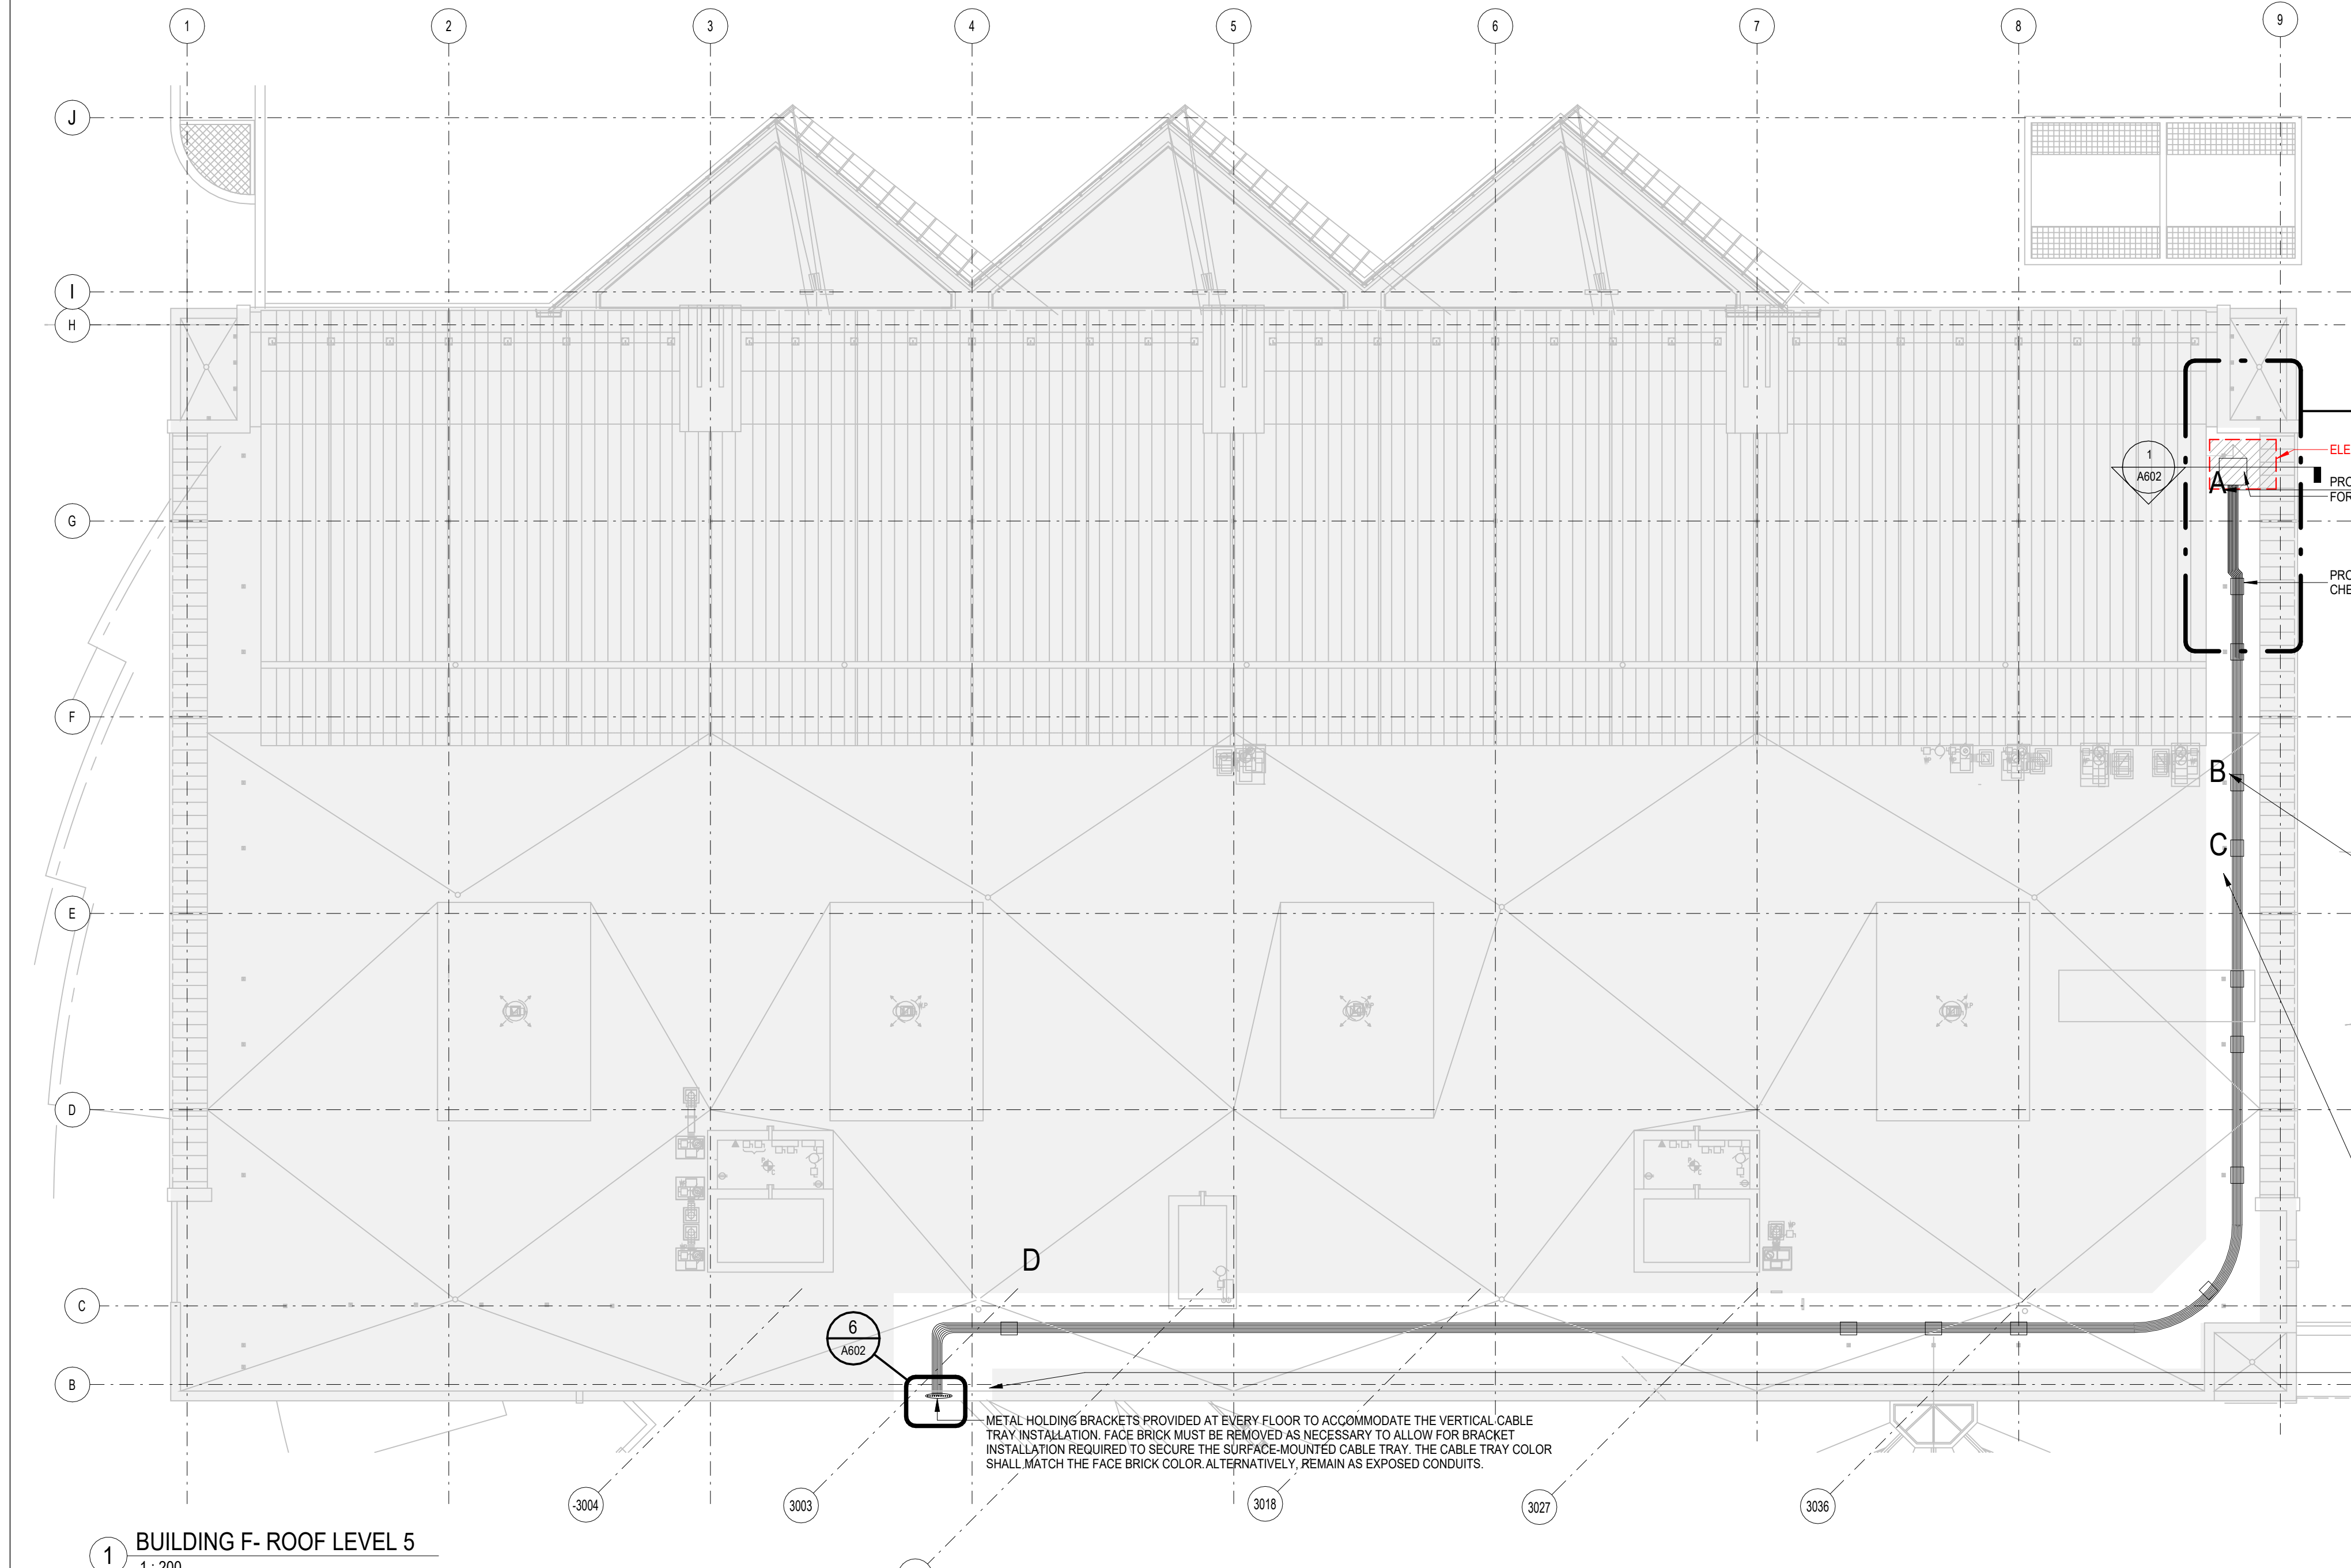 1 2 3 4 5 6 7 8 9
J
I
H
ELE
1
A602
A
PRO
FOR
G
PRO
CHE
F
B
C
E
D
D
C
6
A602
B
METAL HOLDING BRACKETS PROVIDED AT EVERY FLOOR TO ACCOMMODATE THE VERTICAL CABLE
TRAY INSTALLATION. FACE BRICK MUST BE REMOVED AS NECESSARY TO ALLOW FOR BRACKET
INSTALLATION REQUIRED TO SECURE THE SURFACE-MOUNTED CABLE TRAY. THE CABLE TRAY COLOR
SHALL MATCH THE FACE BRICK COLOR. ALTERNATIVELY, REMAIN AS EXPOSED CONDUITS.
-3004 3003 3018 3027 3036
1 BUILDING F- ROOF LEVEL 5
1 : 200